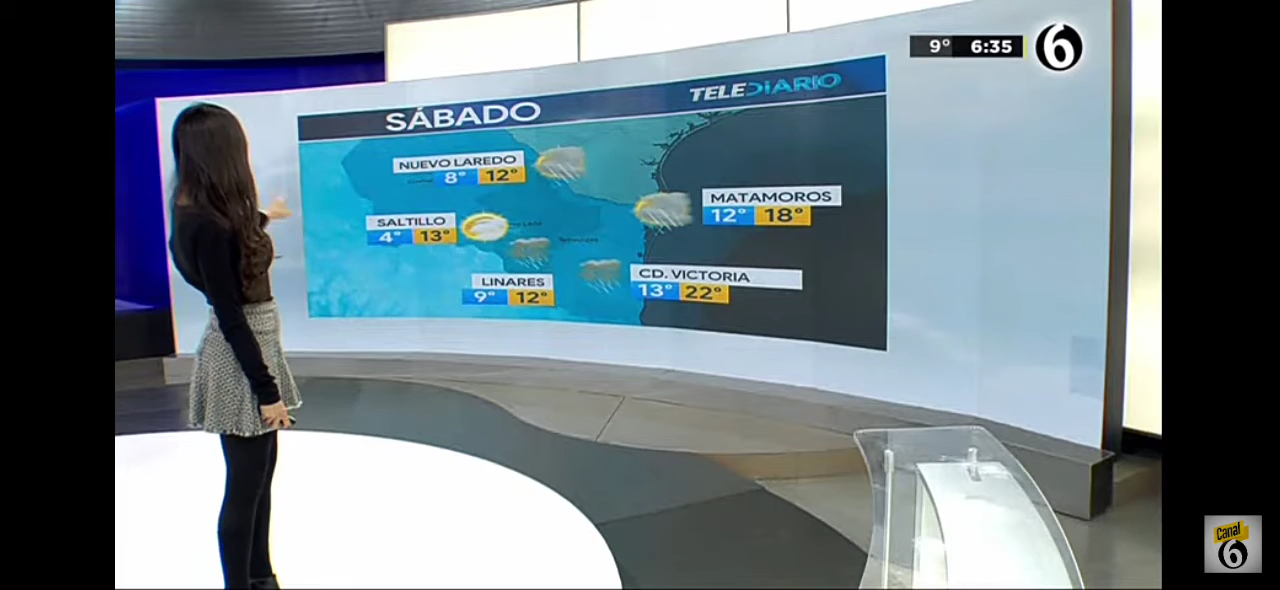 9° 6:35 6
SÁBADO
TELEDIARIO
NUEVO LAREDO
8° 12°
MATAMOROS
12° 18°
SALTILLO
4° 13°
CD. VICTORIA
13° 22°
LINARES
9° 12°
Canal
6